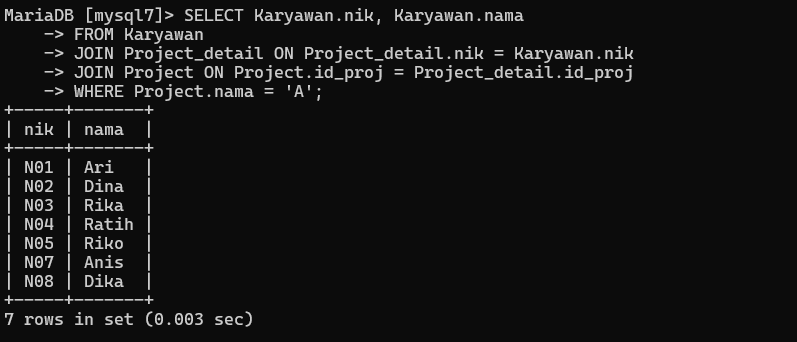 MariaDB [mysql7]> SELECT Karyawan.nik, Karyawan.nama
    -> FROM Karyawan
    -> JOIN Project_detail ON Project_detail.nik = Karyawan.nik
    -> JOIN Project ON Project.id_proj = Project_detail.id_proj
    -> WHERE Project.nama = 'A';
+-----+-------+
| nik | nama  |
+-----+-------+
| N01 | Ari   |
| N02 | Dina  |
| N03 | Rika  |
| N04 | Ratih |
| N05 | Riko  |
| N07 | Anis  |
| N08 | Dika  |
+-----+-------+
7 rows in set (0.003 sec)